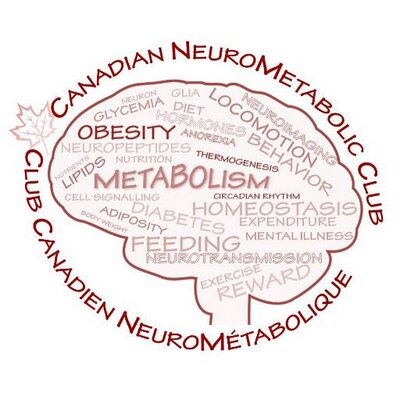 CANADIAN NEUROMETABOLIC CLUB
NEURON
GLIA
GLYCEMIA
DIET
LOCOMOTION
NEUROIMAGING
HORMONES
OBESITY
ANOREXIA
BEHAVIOR
NEUROPEPTIDES
THERMOGENESIS
NUTRIENTS
LIPIDS
NUTRITION
METABOLISM
CELL SIGNALLING
CIRCADIAN RHYTHM
DIABETES
HOMEOSTASIS
ADIPOSITY
BODY WEIGHT
EXPENDITURE
FEEDING
MENTAL ILLNESS
NEUROTRANSMISSION
EXERCISE
REWARD
CLUB CANADIEN NEUROMÉTABOLIQUE